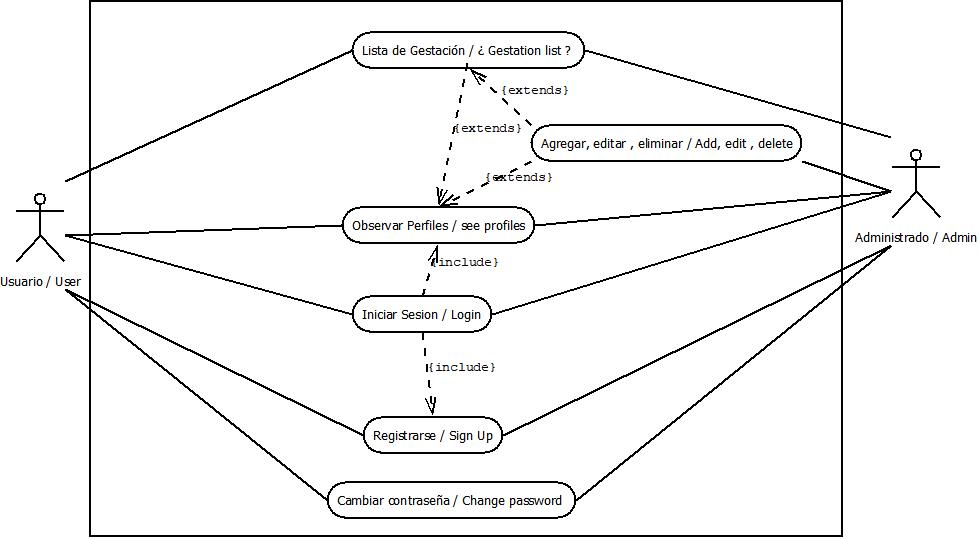 Lista de Gestación / ¿ Gestation list ?
{extends}
{extends}
Agregar, editar , eliminar / Add, edit , delete
{extends}
Observar Perfiles / see profiles
Administrado / Admin
{include}
Usuario / User
Iniciar Sesion / Login
{include}
Registrarse / Sign Up
Cambiar contraseña / Change password